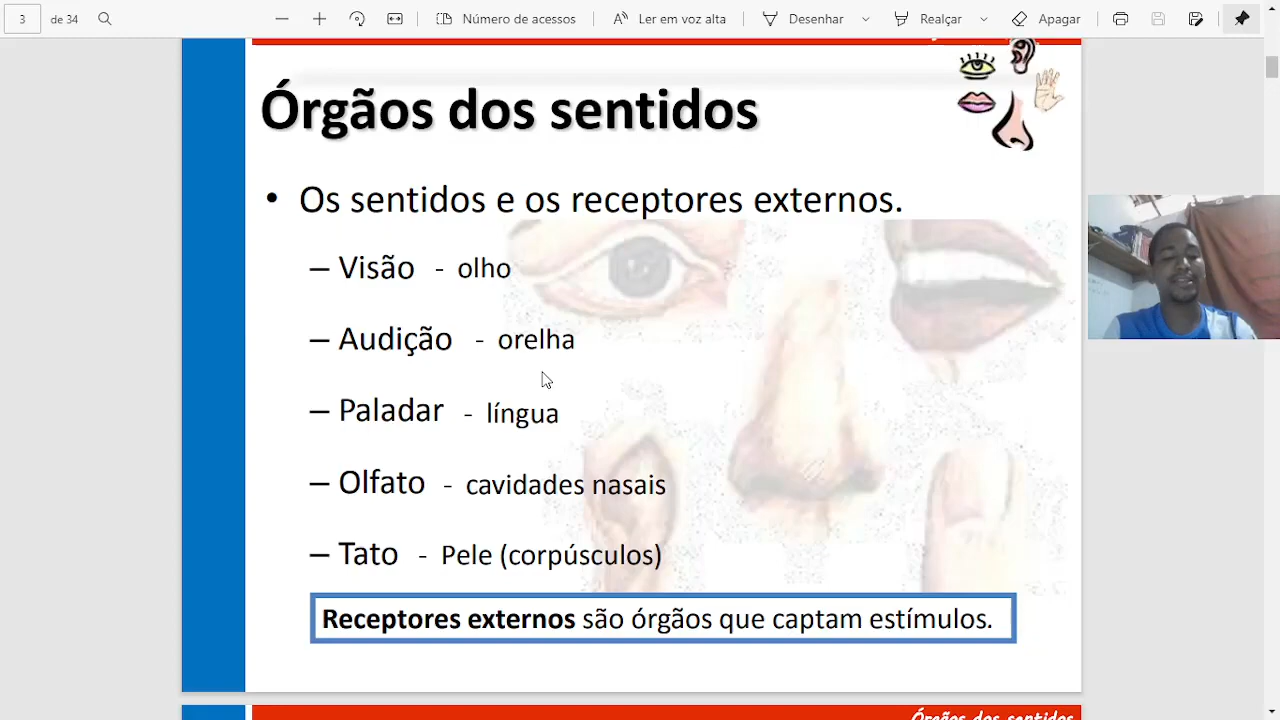 3 de 34 Número de acessos Ler em voz alta Desenhar Realçar Apagar
Órgãos dos sentidos
• Os sentidos e os receptores externos.
– Visão - olho
– Audição - orelha
– Paladar - língua
– Olfato - cavidades nasais
– Tato - Pele (corpúsculos)
Receptores externos são órgãos que captam estímulos.
Órgãos dos sentidos